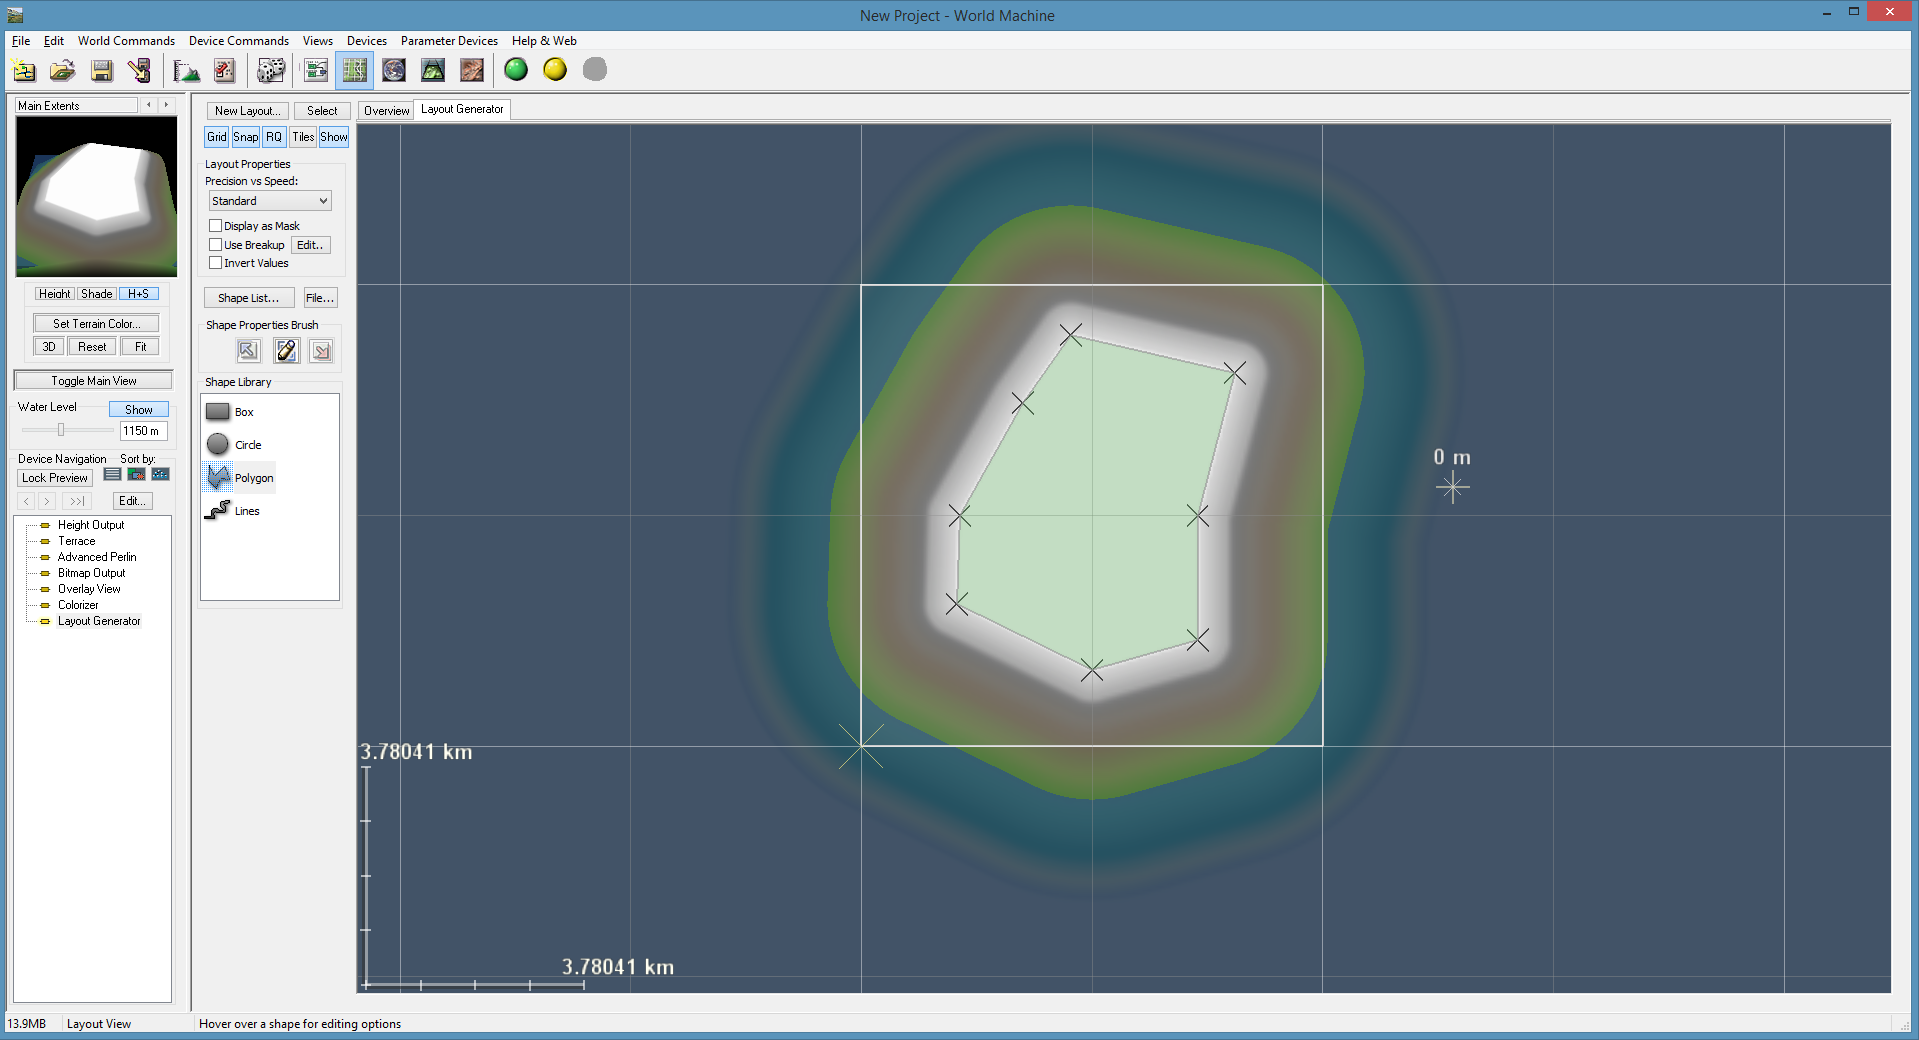 New Project - World Machine
File Edit World Commands Device Commands Views Devices Parameter Devices Help & Web
Main Extents
New Layout... Select
Overview Layout Generator
Grid Snap RQ Tiles Show
Layout Properties
Precision vs Speed:
Standard
Display as Mask
Use Breakup Edit..
Invert Values
Height Shade H+S
Shape List... File...
Set Terrain Color...
Shape Properties Brush
3D Reset Fit
Toggle Main View
Shape Library
Water Level Show
1150 m
Box
Circle
Polygon
Lines
Device Navigation Sort by:
Lock Preview
< > >>| Edit...
Height Output
Terrace
Advanced Perlin
Bitmap Output
Overlay View
Colorizer
Layout Generator
0 m
3.78041 km
3.78041 km
13.9MB Layout View Hover over a shape for editing options